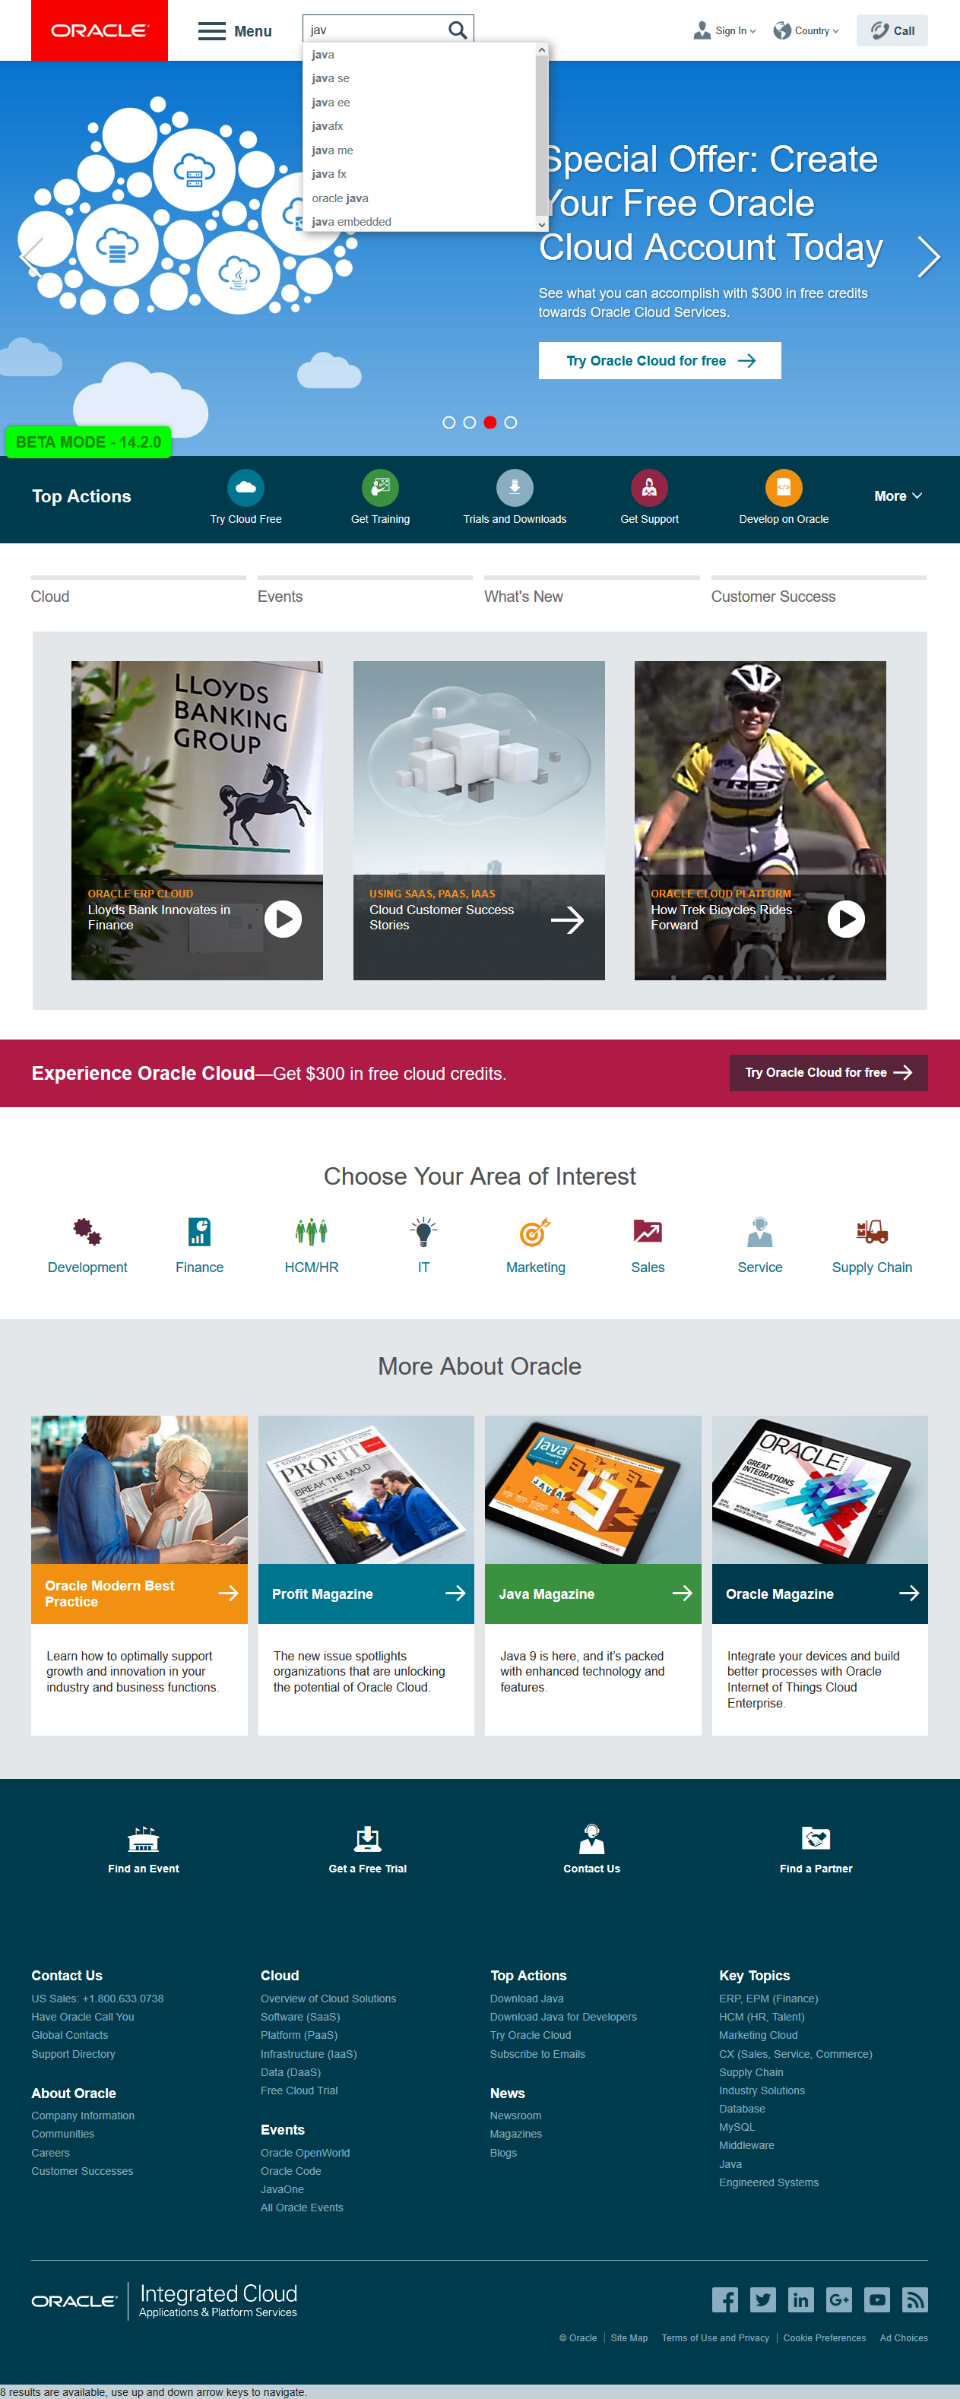 ORACLE
Menu
jav
Sign In
Country
Call
java
java se
java ee
javafx
java me
java fx
oracle java
java embedded
Special Offer: Create
Your Free Oracle
Cloud Account Today
See what you can accomplish with $300 in free credits
towards Oracle Cloud Services.
Try Oracle Cloud for free
BETA MODE - 14.2.0
Top Actions
Try Cloud Free
Get Training
Trials and Downloads
Get Support
Develop on Oracle
More
Cloud
Events
What's New
Customer Success
LLOYDS
BANKING
GROUP
ORACLE ERP CLOUD
Lloyds Bank Innovates in
Finance
USING SAAS, PAAS, IAAS
Cloud Customer Success
Stories
TREK
ORACLE CLOUD PLATFORM
How Trek Bicycles Rides
Forward
Experience Oracle Cloud—Get $300 in free cloud credits.
Try Oracle Cloud for free
Choose Your Area of Interest
Development
Finance
HCM/HR
IT
Marketing
Sales
Service
Supply Chain
More About Oracle
PROFIT
BREAK THE MOLD
Java
JAVA
ORACLE
GREAT
INTEGRATIONS
Oracle Modern Best
Practice
Profit Magazine
Java Magazine
Oracle Magazine
Learn how to optimally support
growth and innovation in your
industry and business functions.
The new issue spotlights
organizations that are unlocking
the potential of Oracle Cloud.
Java 9 is here, and it's packed
with enhanced technology and
features.
Integrate your devices and build
better processes with Oracle
Internet of Things Cloud
Enterprise.
Find an Event
Get a Free Trial
Contact Us
Find a Partner
Contact Us
US Sales: +1.800.633.0738
Have Oracle Call You
Global Contacts
Support Directory
About Oracle
Company Information
Communities
Careers
Customer Successes
Cloud
Overview of Cloud Solutions
Software (SaaS)
Platform (PaaS)
Infrastructure (IaaS)
Data (DaaS)
Free Cloud Trial
Events
Oracle OpenWorld
Oracle Code
JavaOne
All Oracle Events
Top Actions
Download Java
Download Java for Developers
Try Oracle Cloud
Subscribe to Emails
News
Newsroom
Magazines
Blogs
Key Topics
ERP, EPM (Finance)
HCM (HR, Talent)
Marketing Cloud
CX (Sales, Service, Commerce)
Supply Chain
Industry Solutions
Database
MySQL
Middleware
Java
Engineered Systems
ORACLE
Integrated Cloud
Applications & Platform Services
© Oracle
Site Map
Terms of Use and Privacy
Cookie Preferences
Ad Choices
8 results are available, use up and down arrow keys to navigate.